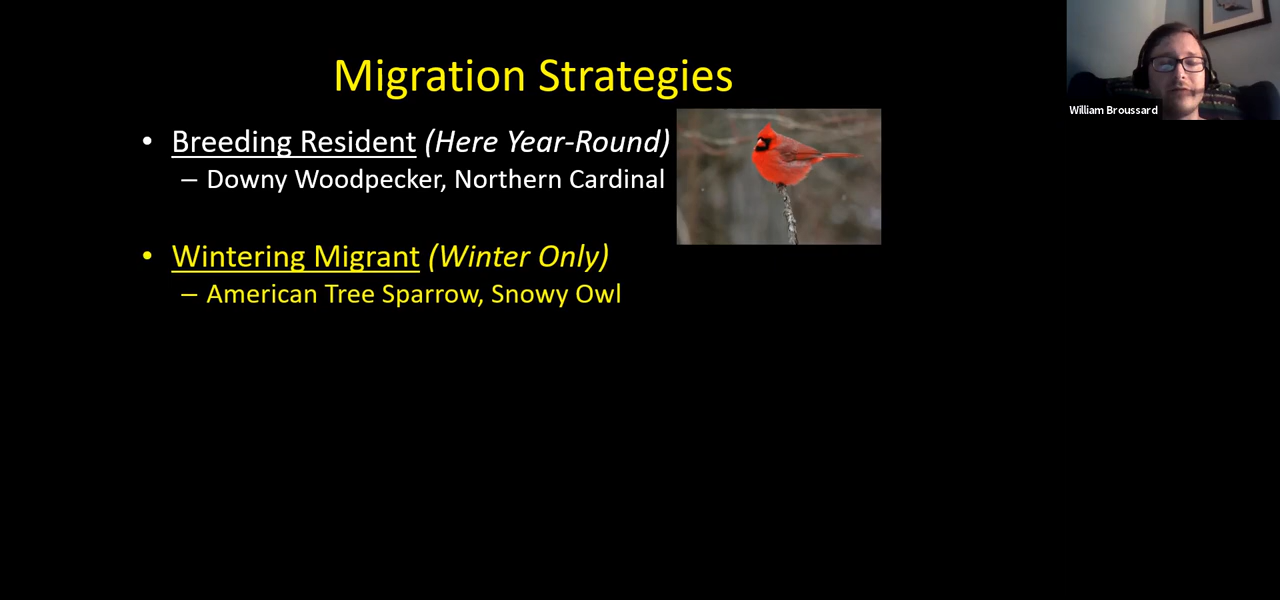 Migration Strategies
• Breeding Resident (Here Year-Round)
– Downy Woodpecker, Northern Cardinal
• Wintering Migrant (Winter Only)
– American Tree Sparrow, Snowy Owl
William Broussard